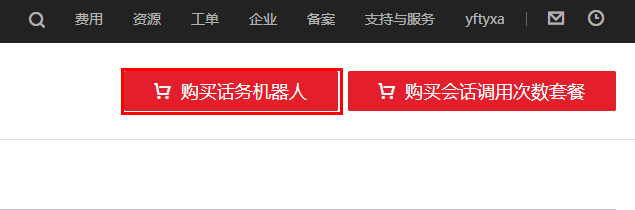 费用 资源 工单 企业 备案 支持与服务 yftyxa
购买话务机器人 购买会话调用次数套餐